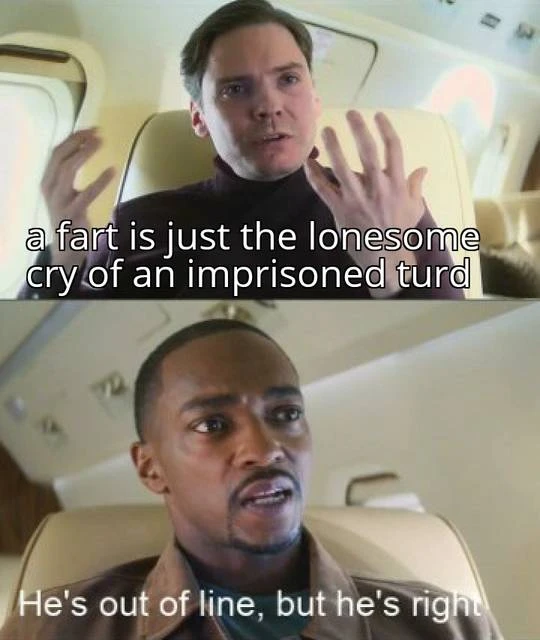 a fart is just the lonesome
cry of an imprisoned turd
He's out of line, but he's right